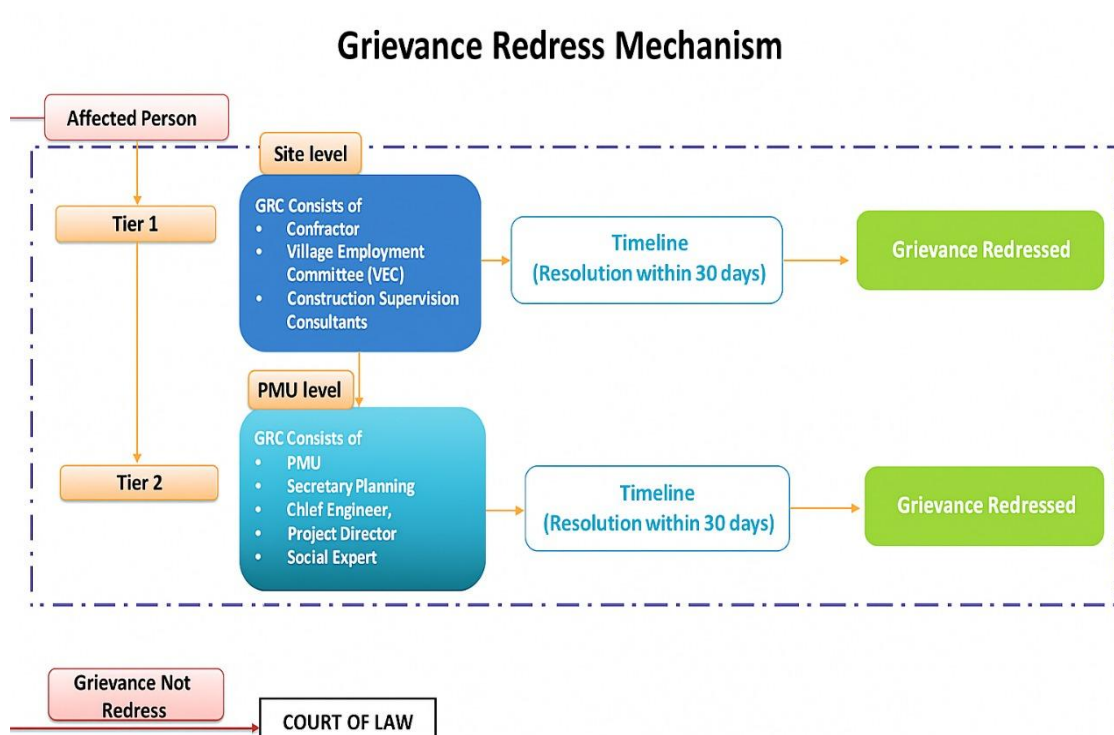 Grievance Redress Mechanism
Affected Person
Site level
Tier 1
GRC Consists of
• Confractor
• Village Employment
Committee (VEC)
• Construction Supervision
Consultants
Timeline
(Resolution within 30 days)
Grievance Redressed
PMU level
Tier 2
GRC Consists of
• PMU
• Secretary Planning
• Chlef Engineer,
• Project Director
• Social Expert
Timeline
(Resolution within 30 days)
Grievance Redressed
Grievance Not
Redress
COURT OF LAW